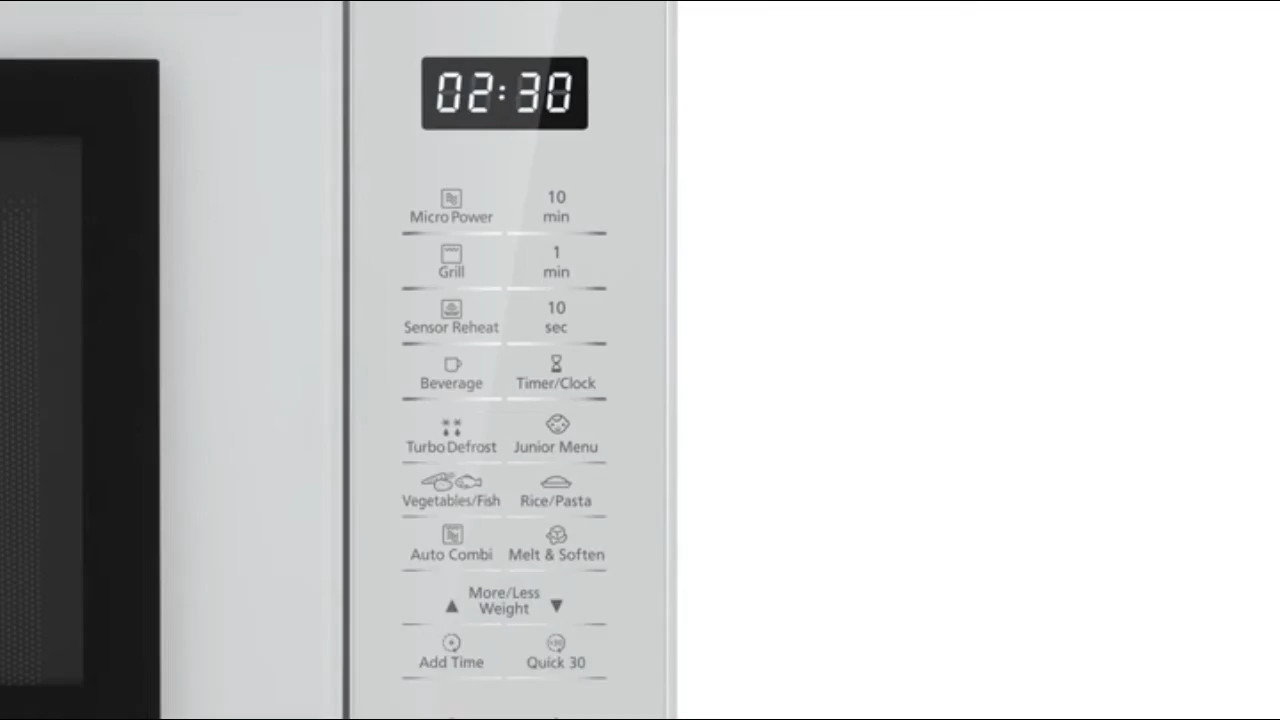 02:30
Micro Power
10
min
Grill
1
min
Sensor Reheat
10
sec
Beverage
Timer/Clock
Turbo Defrost
Junior Menu
Vegetables/Fish
Rice/Pasta
Auto Combi
Melt & Soften
More/Less
Weight
Add Time
Quick 30